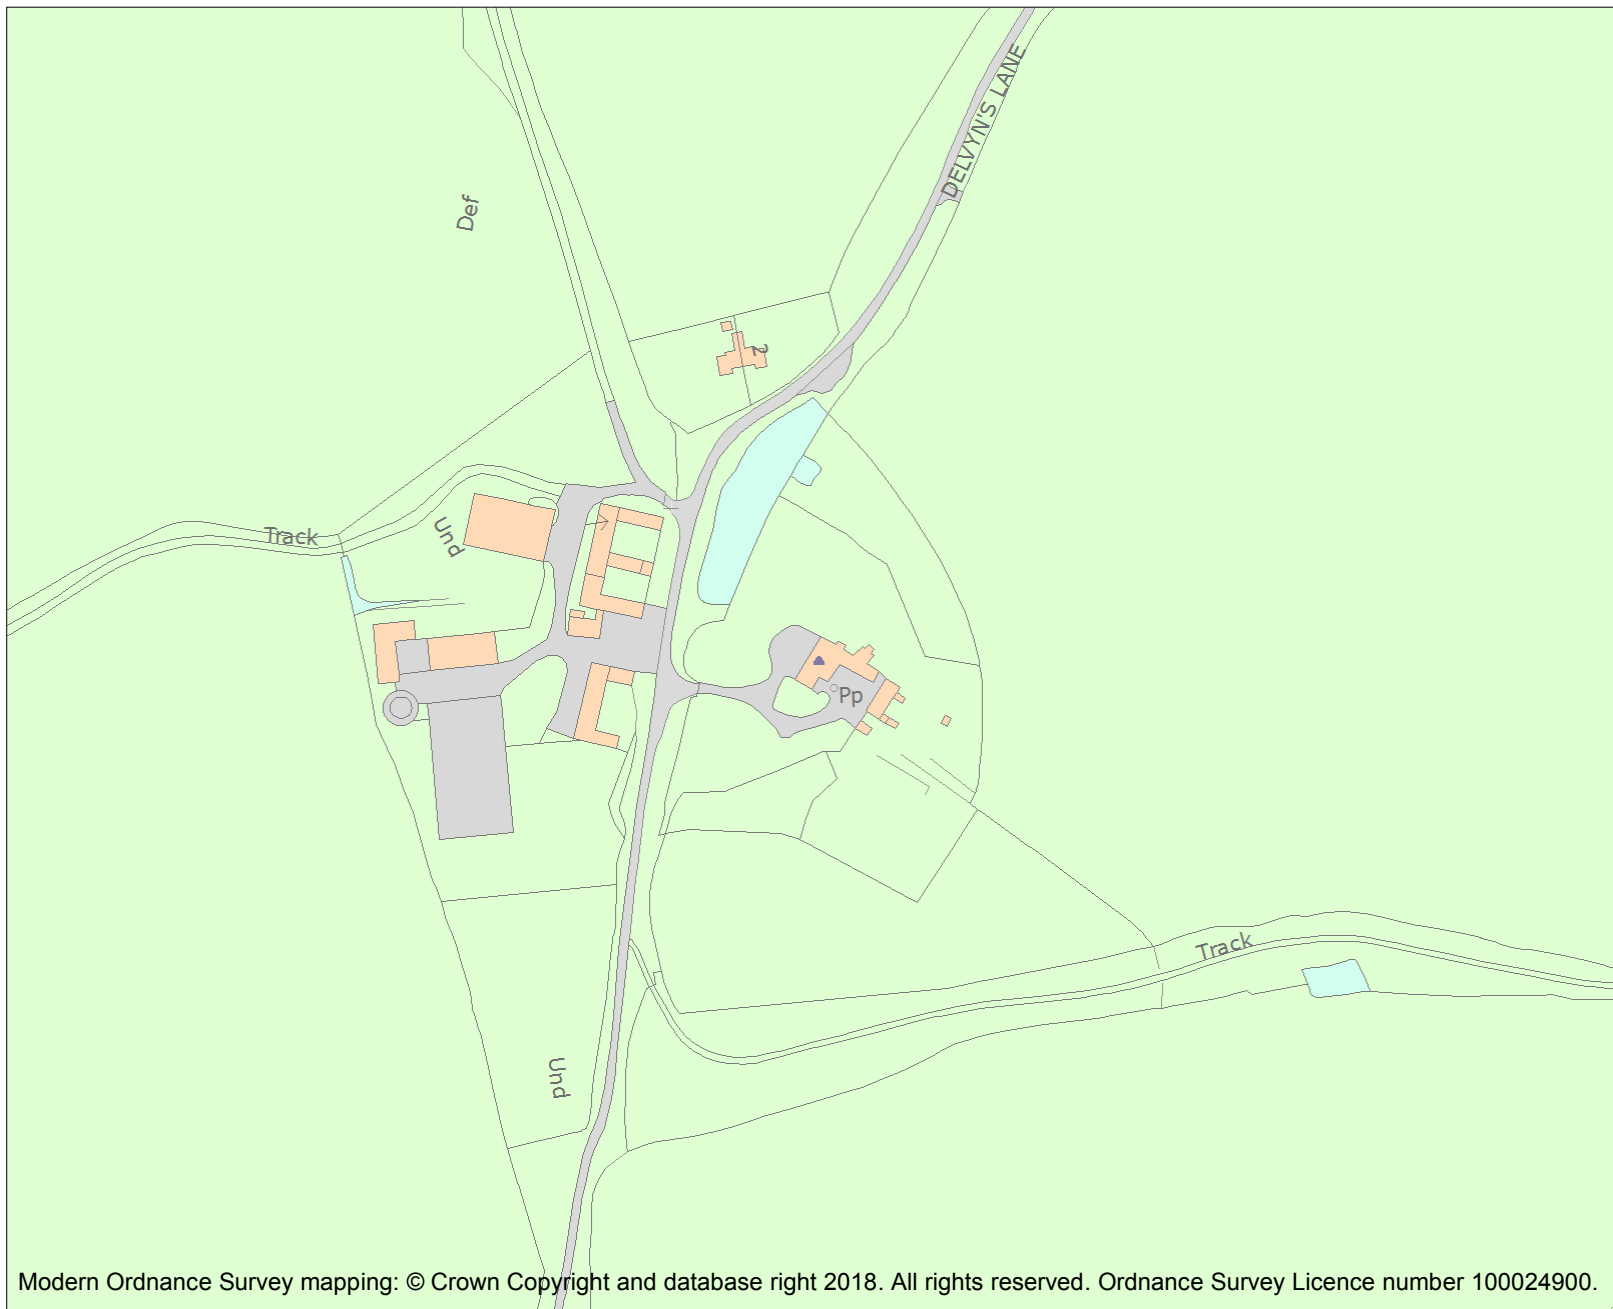 DELVYN'S LANE
Def
2
Track
Und
Pp
Track
Und
Modern Ordnance Survey mapping: © Crown Copyright and database right 2018. All rights reserved. Ordnance Survey Licence number 100024900.